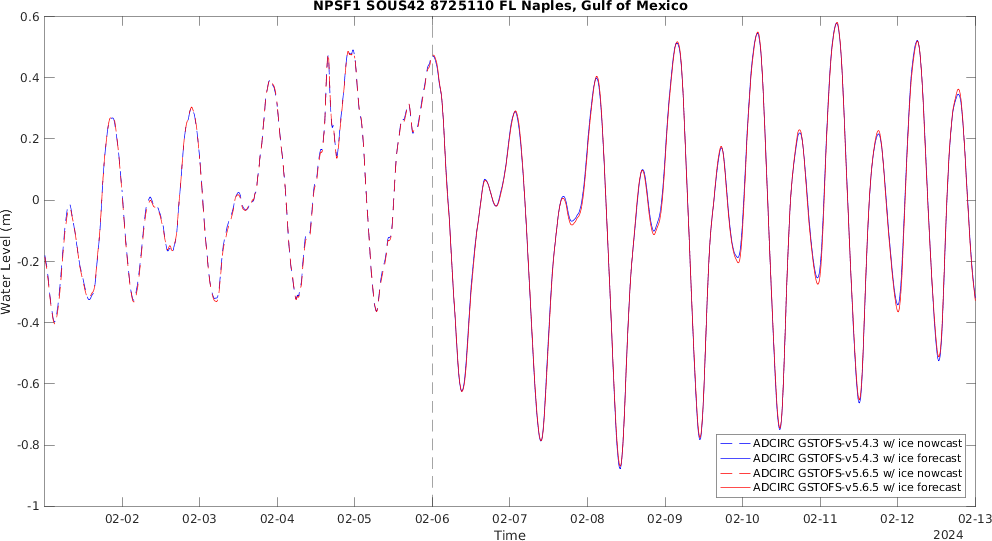 NPSF1 SOUS42 8725110 FL Naples, Gulf of Mexico
0.6
0.4
0.2
0
-0.2
-0.4
-0.6
-0.8
-1
Water Level (m)
ADCIRC GSTOFS-v5.4.3 w/ ice nowcast
ADCIRC GSTOFS-v5.4.3 w/ ice forecast
ADCIRC GSTOFS-v5.6.5 w/ ice nowcast
ADCIRC GSTOFS-v5.6.5 w/ ice forecast
02-02 02-03 02-04 02-05 02-06 02-07 02-08 02-09 02-10 02-11 02-12 02-13
Time
2024